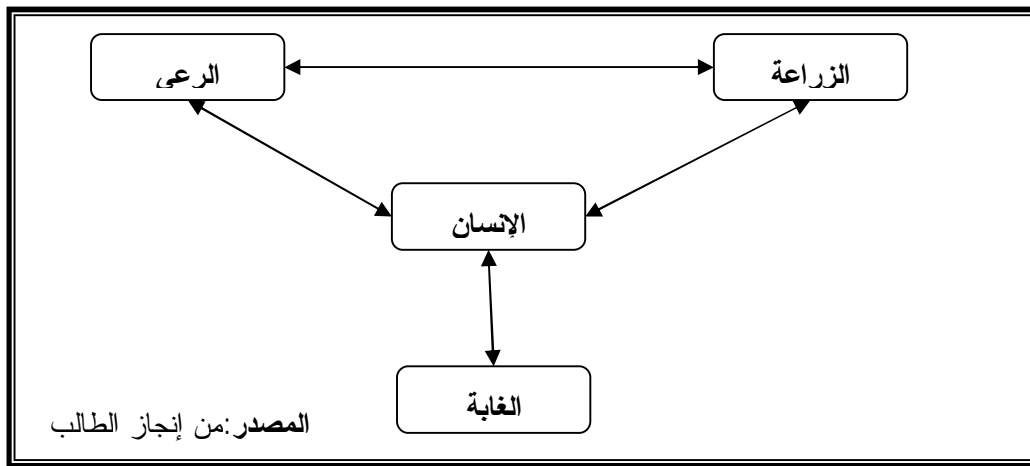 الزراعة
الرعي
الإنسان
الغابة
المصدر:من إنجاز الطالب